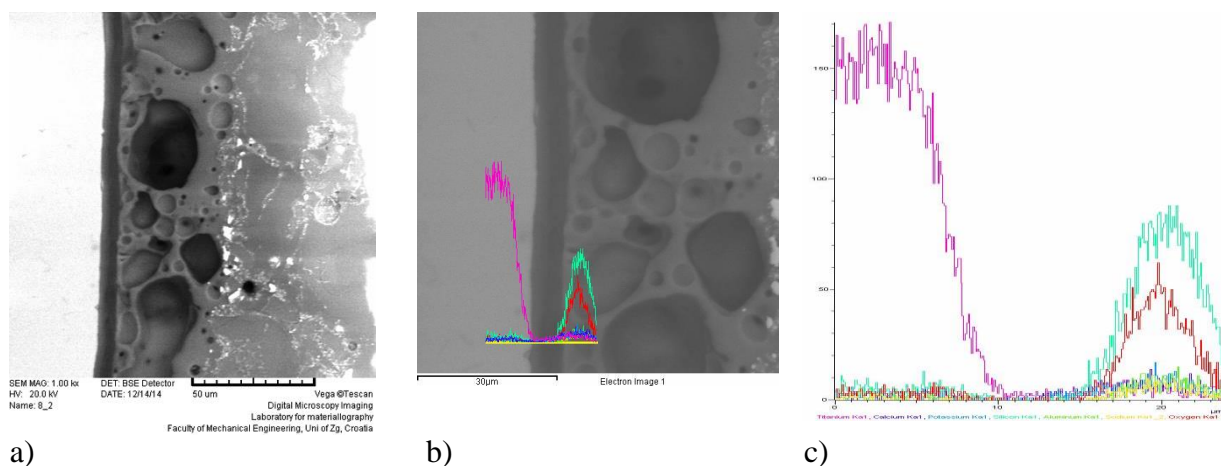 SEM MAG: 1.00 kx DET: BSE Detector
HV: 20.0 kV DATE: 12/14/14 50 um Vega ©Tescan
Name: 8_2 Digital Microscopy Imaging
Laboratory for materiallography
Faculty of Mechanical Engineering, Uni of Zg, Croatia
a)
30µm Electron Image 1
b)
150
100
50
0
10
20
µm
Titanium Ka1, Calcium Ka1, Potassium Ka1, Silicon Ka1, Aluminium Ka1, Sodium Ka1_2, Oxygen Ka1
c)